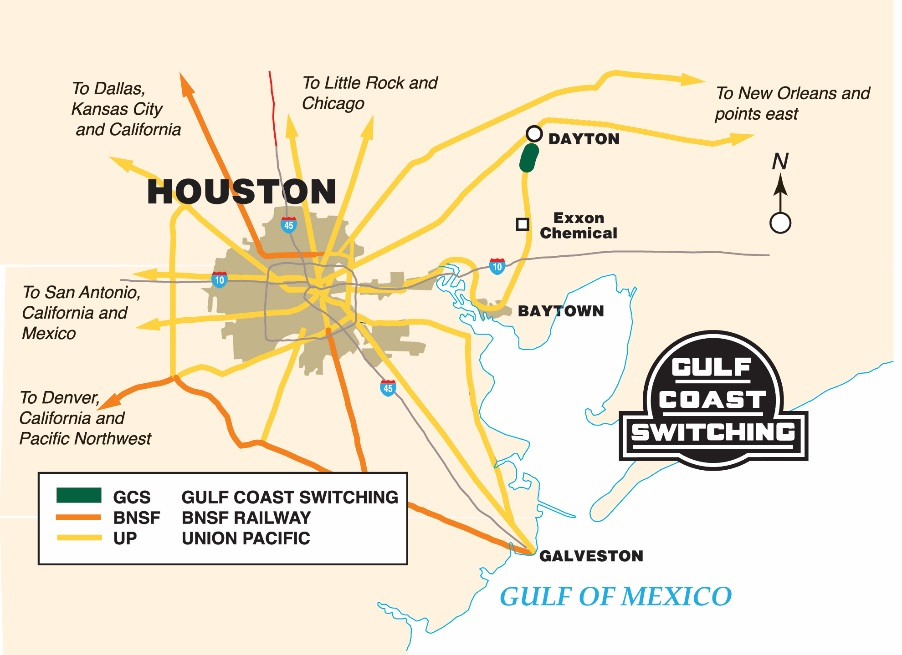 To Dallas,
Kansas City
and California
To Little Rock and
Chicago
To New Orleans and
points east
DAYTON
N
HOUSTON
45
Exxon
Chemical
10
10
To San Antonio,
California and
Mexico
BAYTOWN
GULF
COAST
SWITCHING
45
To Denver,
California and
Pacific Northwest
GCS GULF COAST SWITCHING
BNSF BNSF RAILWAY
UP UNION PACIFIC
GALVESTON
GULF OF MEXICO